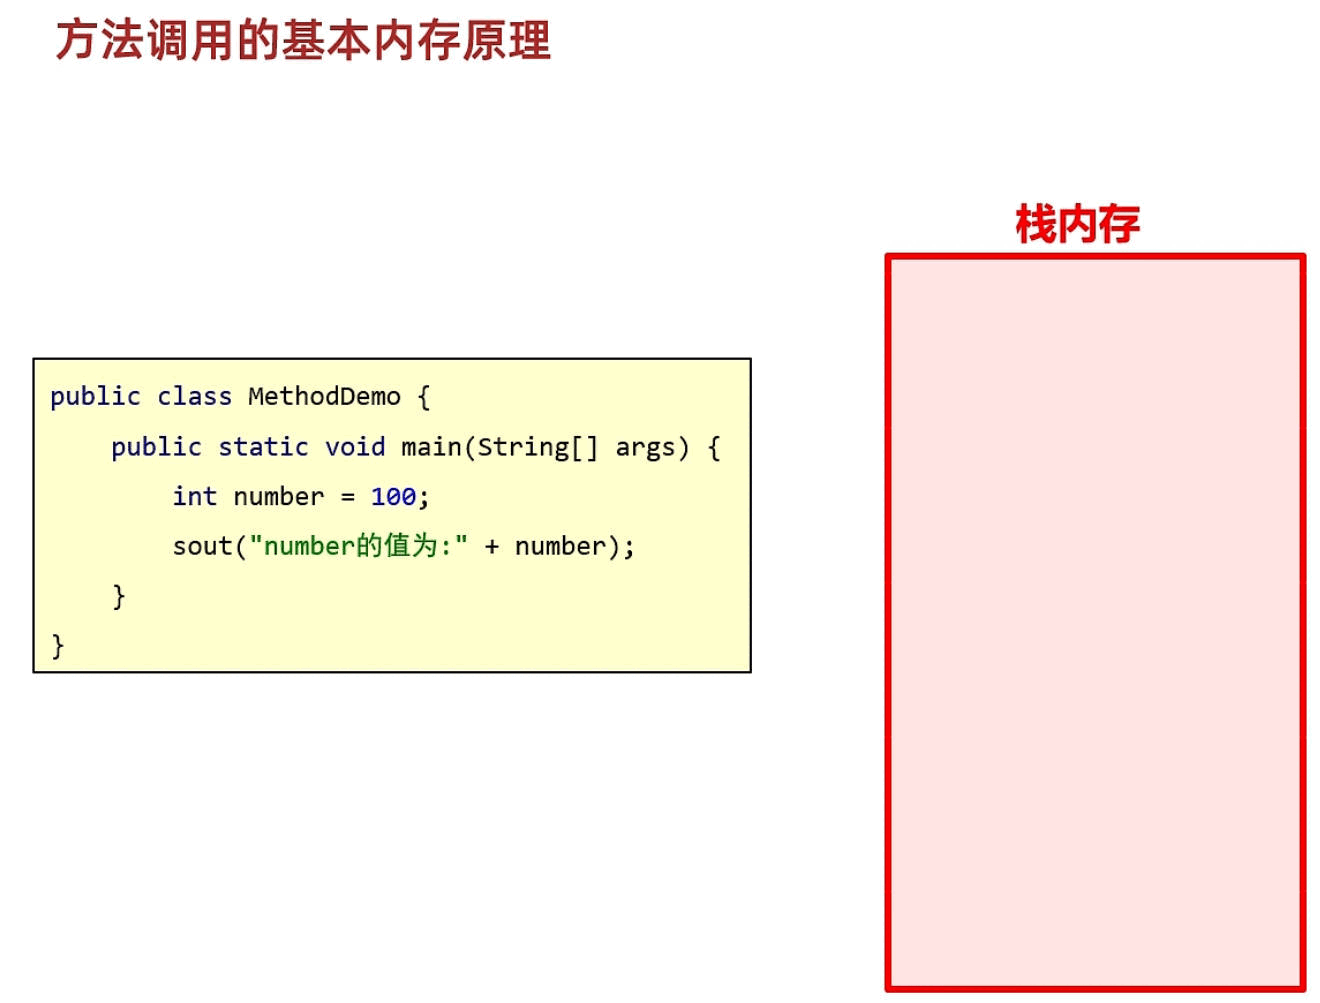 方法调用的基本内存原理
栈内存
public class MethodDemo {
    public static void main(String[] args) {
        int number = 100;
        sout("number的值为:" + number);
    }
}